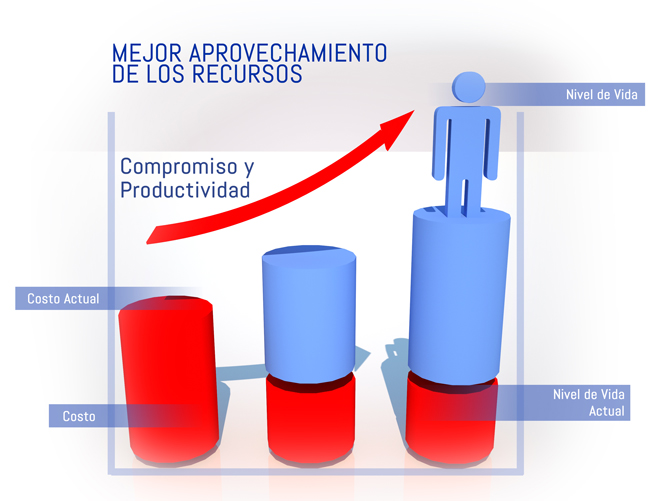 MEJOR APROVECHAMIENTO
DE LOS RECURSOS
Nivel de Vida
Compromiso y
Productividad
Costo Actual
Costo
Nivel de Vida
Actual